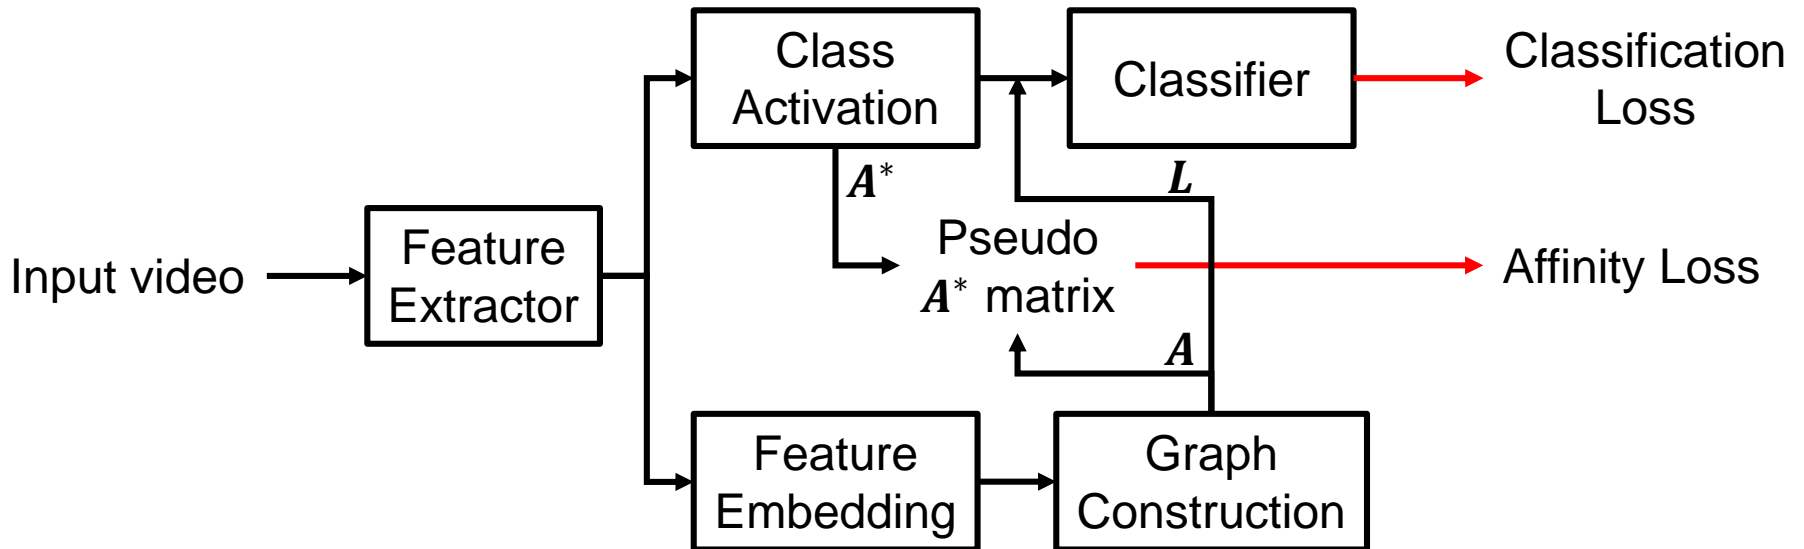 Class
Activation
Classifier
Classification
Loss
A*
L
Input video
Feature
Extractor
Pseudo
A* matrix
Affinity Loss
A
Feature
Embedding
Graph
Construction